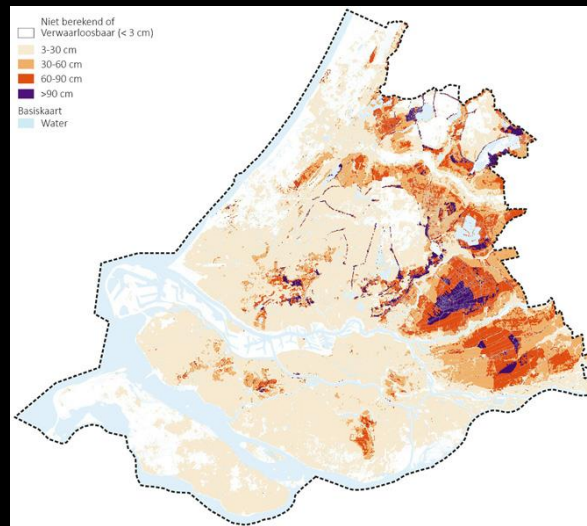 Niet berekend of
Verwaarloosbaar (< 3 cm)
3-30 cm
30-60 cm
60-90 cm
>90 cm
Basiskaart
Water